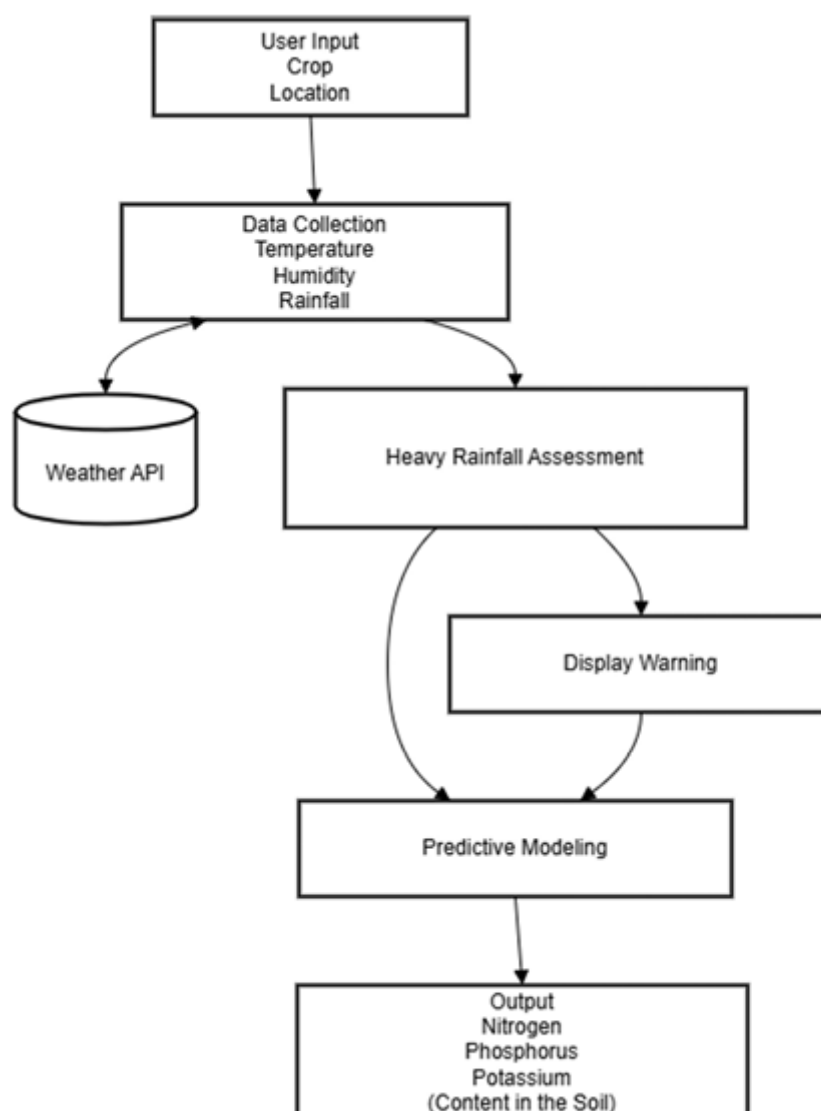 User Input
Crop
Location
Data Collection
Temperature
Humidity
Rainfall
Weather API
Heavy Rainfall Assessment
Display Warning
Predictive Modeling
Output
Nitrogen
Phosphorus
Potassium
(Content in the Soil)